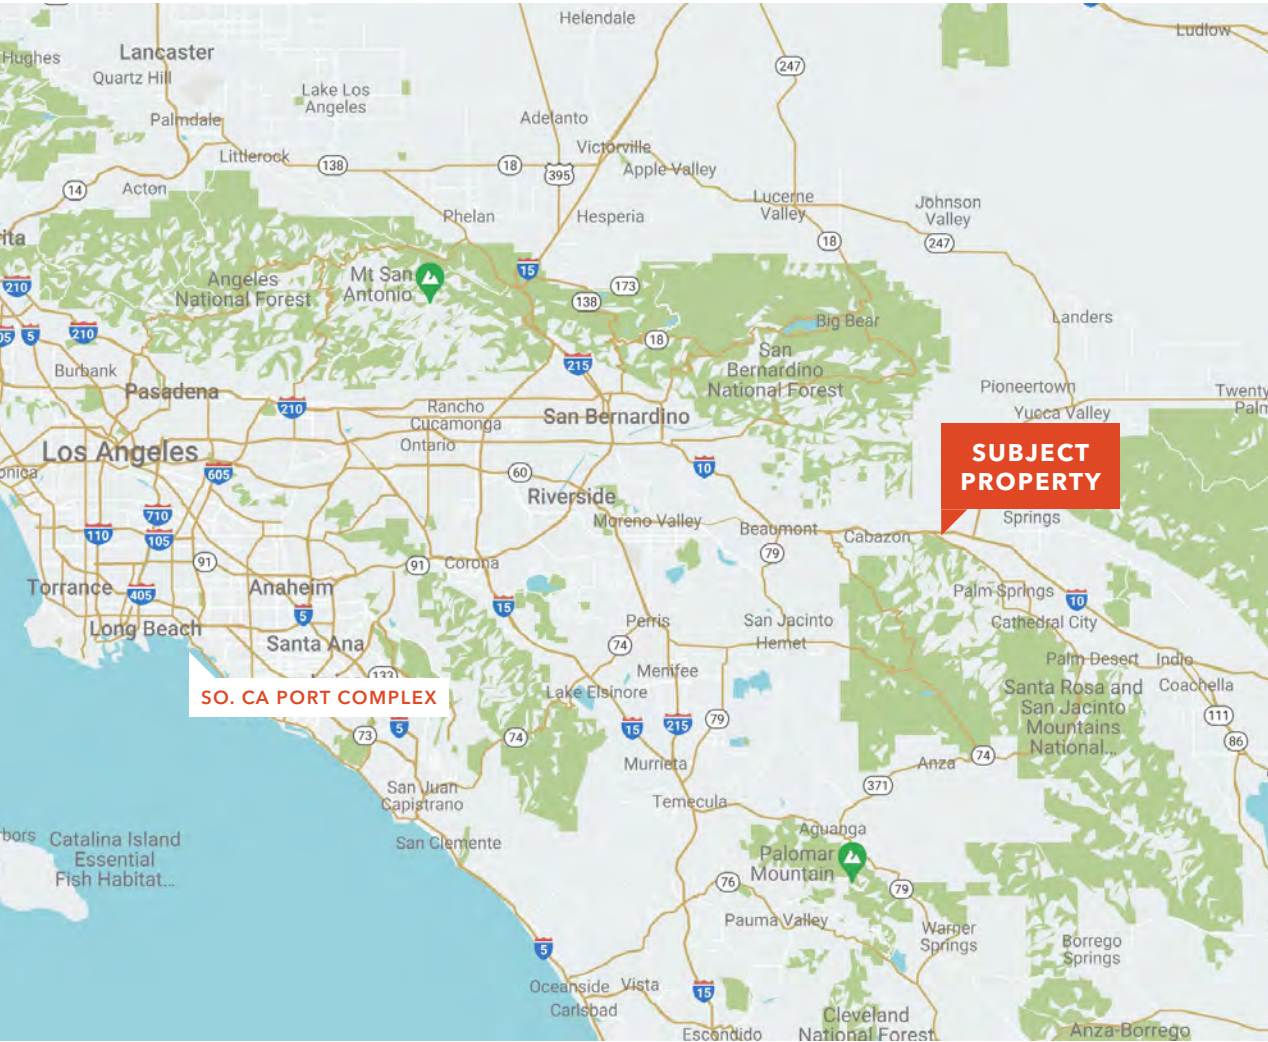 Helendale
Ludlow
Hughes
Lancaster
Quartz Hill
247
Lake Los
Angeles
Palmdale
Adelanto
Victorville
Littlerock
138
18
395
Apple Valley
14
Acton
Lucerne
Valley
Johnson
Valley
Phelan
Hesperia
18
247
ita
Angeles
National Forest
Mt San
Antonio
15
210
173
138
Big Bear
Landers
05
5
210
18
215
San
Bernardino
National Forest
Burbank
Pasadena
210
Rancho
Cucamonga
San Bernardino
Pioneertown
Twenty
Palm
Yucca Valley
Los Angeles
Ontario
onica
605
60
10
SUBJECT
PROPERTY
Riverside
710
Moreno Valley
Beaumont
Cabazon
Springs
110
105
91
91
Corona
79
Torrance
405
Anaheim
5
15
Palm Springs
10
Long Beach
Santa Ana
Perris
San Jacinto
Cathedral City
74
Hemet
133
Menifee
Palm Desert
Indio
SO. CA PORT COMPLEX
Lake Elsinore
Santa Rosa and
San Jacinto
Mountains
National...
Coachella
5
73
74
15
215
79
111
86
Murrieta
Anza
74
San Juan
Capistrano
Temecula
371
San Clemente
Aguanga
bors
Catalina Island
Essential
Fish Habitat...
Palomar
Mountain
76
79
Pauma Valley
Warner
Springs
Borrego
Springs
5
Oceanside
Vista
15
Carlsbad
Cleveland
National Forest
Escondido
Anza-Borrego